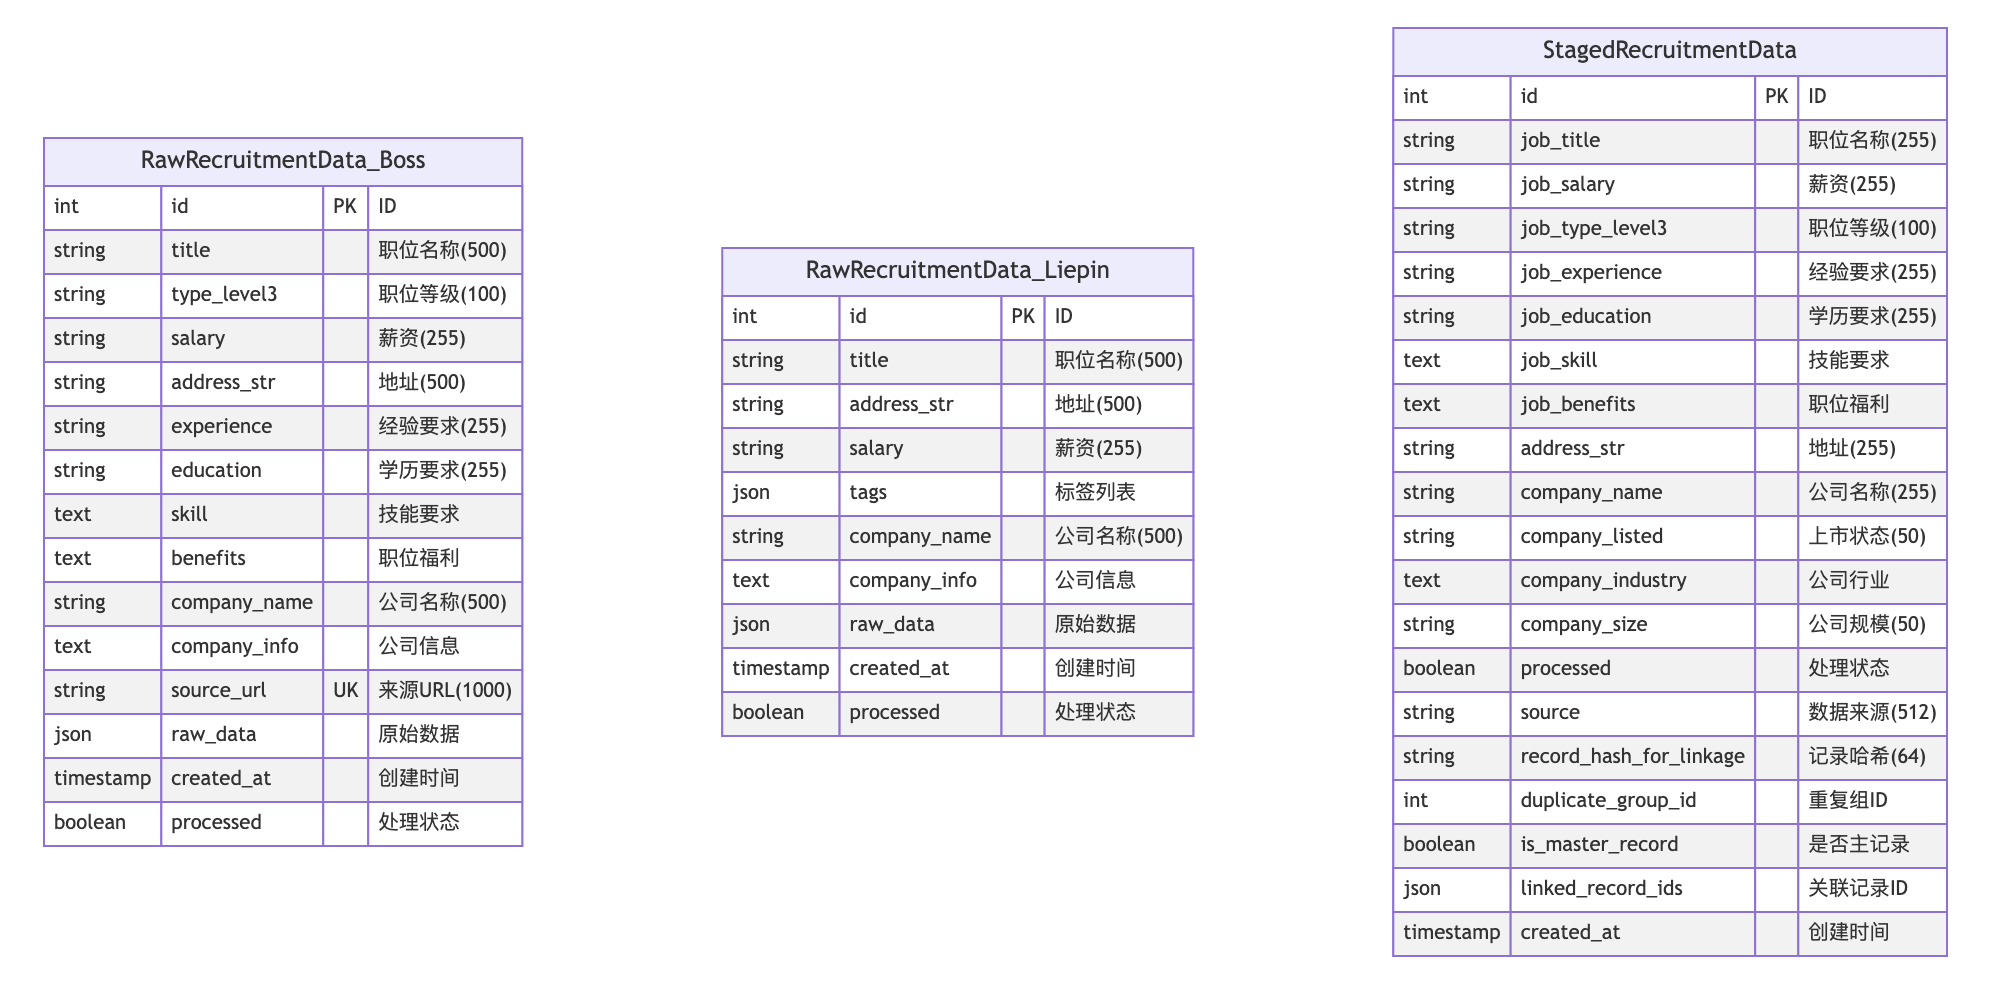 RawRecruitmentData_Boss
int id PK ID
string title 职位名称(500)
string type_level3 职位等级(100)
string salary 薪资(255)
string address_str 地址(500)
string experience 经验要求(255)
string education 学历要求(255)
text skill 技能要求
text benefits 职位福利
string company_name 公司名称(500)
text company_info 公司信息
string source_url UK 来源URL(1000)
json raw_data 原始数据
timestamp created_at 创建时间
boolean processed 处理状态
RawRecruitmentData_Liepin
int id PK ID
string title 职位名称(500)
string address_str 地址(500)
string salary 薪资(255)
json tags 标签列表
string company_name 公司名称(500)
text company_info 公司信息
json raw_data 原始数据
timestamp created_at 创建时间
boolean processed 处理状态
StagedRecruitmentData
int id PK ID
string job_title 职位名称(255)
string job_salary 薪资(255)
string job_type_level3 职位等级(100)
string job_experience 经验要求(255)
string job_education 学历要求(255)
text job_skill 技能要求
text job_benefits 职位福利
string address_str 地址(255)
string company_name 公司名称(255)
string company_listed 上市状态(50)
text company_industry 公司行业
string company_size 公司规模(50)
boolean processed 处理状态
string source 数据来源(512)
string record_hash_for_linkage 记录哈希(64)
int duplicate_group_id 重复组ID
boolean is_master_record 是否主记录
json linked_record_ids 关联记录ID
timestamp created_at 创建时间